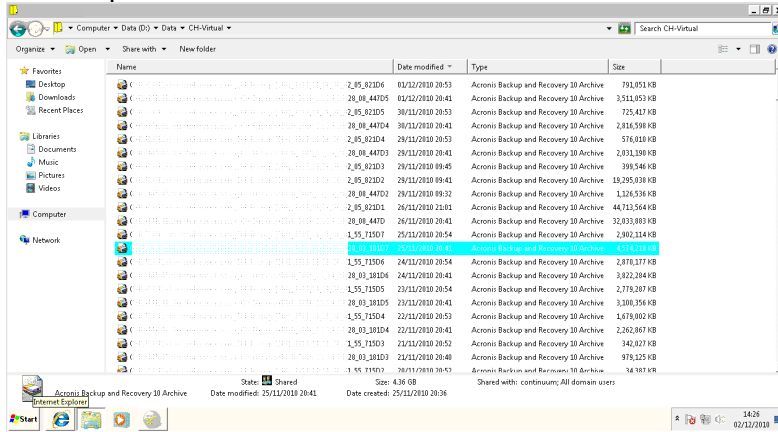 Computer ▸ Data (D:) ▸ Data ▸ CH-Virtual ▸
Search CH-Virtual
Organize ▾ Open ▾ Share with ▾ New folder
Favorites
Desktop
Downloads
Recent Places
Libraries
Documents
Music
Pictures
Videos
Computer
Network
Name Date modified Type Size
2_05_821D6 01/12/2010 20:53 Acronis Backup and Recovery 10 Archive 791,051 KB
28_08_447D5 01/12/2010 20:41 Acronis Backup and Recovery 10 Archive 3,511,053 KB
2_05_821D5 30/11/2010 20:53 Acronis Backup and Recovery 10 Archive 725,417 KB
28_08_447D4 30/11/2010 20:41 Acronis Backup and Recovery 10 Archive 2,816,598 KB
2_05_821D4 29/11/2010 20:53 Acronis Backup and Recovery 10 Archive 576,010 KB
28_08_447D3 29/11/2010 20:41 Acronis Backup and Recovery 10 Archive 2,031,190 KB
2_05_821D3 29/11/2010 09:45 Acronis Backup and Recovery 10 Archive 399,546 KB
2_05_821D2 29/11/2010 09:41 Acronis Backup and Recovery 10 Archive 19,295,038 KB
28_08_447D2 29/11/2010 09:32 Acronis Backup and Recovery 10 Archive 1,126,536 KB
2_05_821D1 26/11/2010 21:01 Acronis Backup and Recovery 10 Archive 44,713,564 KB
28_08_447D 26/11/2010 20:41 Acronis Backup and Recovery 10 Archive 32,033,803 KB
1_55_715D7 25/11/2010 20:54 Acronis Backup and Recovery 10 Archive 2,902,114 KB
28_03_181D7 25/11/2010 20:41 Acronis Backup and Recovery 10 Archive
1_55_715D6 24/11/2010 20:54 Acronis Backup and Recovery 10 Archive 2,870,177 KB
28_03_181D6 24/11/2010 20:41 Acronis Backup and Recovery 10 Archive 3,822,284 KB
1_55_715D5 23/11/2010 20:54 Acronis Backup and Recovery 10 Archive 2,779,287 KB
28_03_181D5 23/11/2010 20:41 Acronis Backup and Recovery 10 Archive 3,100,356 KB
1_55_715D4 22/11/2010 20:53 Acronis Backup and Recovery 10 Archive 1,679,002 KB
28_03_181D4 22/11/2010 20:41 Acronis Backup and Recovery 10 Archive 2,262,867 KB
1_55_715D3 21/11/2010 20:52 Acronis Backup and Recovery 10 Archive 342,027 KB
28_03_181D3 21/11/2010 20:40 Acronis Backup and Recovery 10 Archive 979,125 KB
1_55_715D2 20/11/2010 20:52 Acronis Backup and Recovery 10 Archive 34,387 KB
State: Shared Size: 4.36 GB Shared with: continuum; All domain users
Acronis Backup and Recovery 10 Archive Date modified: 25/11/2010 20:41 Date created: 25/11/2010 20:36
Internet Explorer
Start
14:26
02/12/2010